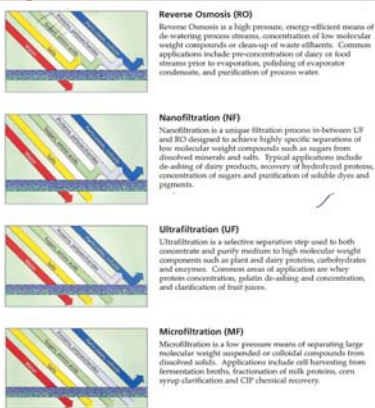 Reverse Osmosis (RO)
Reverse Osmosis is a high pressure, energy-efficient means of
de-watering process streams, concentration of low molecular
weight compounds or clean-up of waste effluents. Common
applications include pre-concentration of dairy or food
streams prior to evaporation, polishing of evaporator
condensate, and purification of process water.
Nanofiltration (NF)
Nanofiltration is a unique filtration process in-between UF
and RO designed to achieve highly specific separations of
low molecular weight compounds such as sugars from
dissolved minerals and salts. Typical applications include
de-ashing of dairy products, recovery of hydrolyzed proteins,
concentration of sugars and purification of soluble dyes and
pigments.
Ultrafiltration (UF)
Ultrafiltration is a selective separation step used to both
concentrate and purify medium to high molecular weight
components such as plant and dairy proteins, carbohydrates
and enzymes. Common areas of application are whey
protein concentration, gelatin de-ashing and concentration,
and clarification of fruit juices.
Microfiltration (MF)
Microfiltration is a low pressure means of separating large
molecular weight suspended or colloidal compounds from
dissolved solids. Applications include cell harvesting from
fermentation broths, fractionation of milk proteins, corn
syrup clarification and CIP chemical recovery.